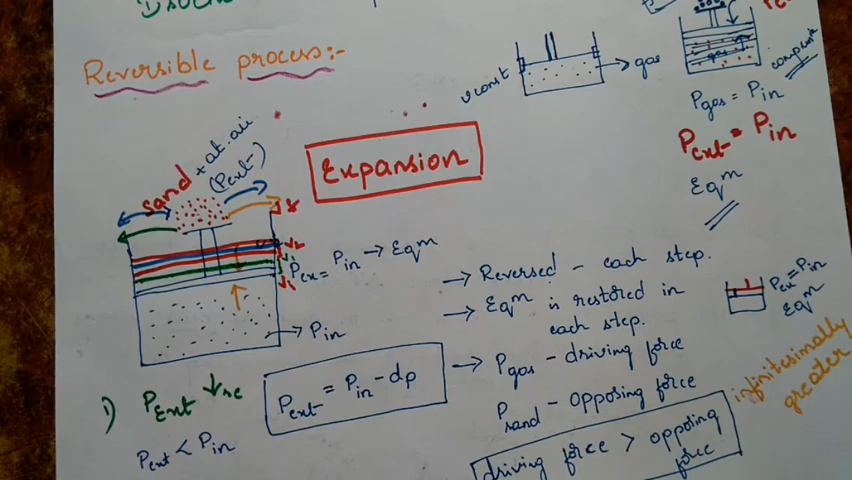 Reversible process:-
v const
gas
gas
compensate
Pgas = Pin
Pext = Pin
Eqm
sand + at. air
(Pext)
Expansion
Pex = Pin → Eqm
→ Pin
→ Reversed - each step.
→ Eqm is restored in
each step.
Pex = Pin
Eqm
→ Pgas - driving force
Psand - opposing force
infinitesimally
greater
driving force > opposing
force
1) PExt ↓se
Pext = Pin - dp
Pext < Pin